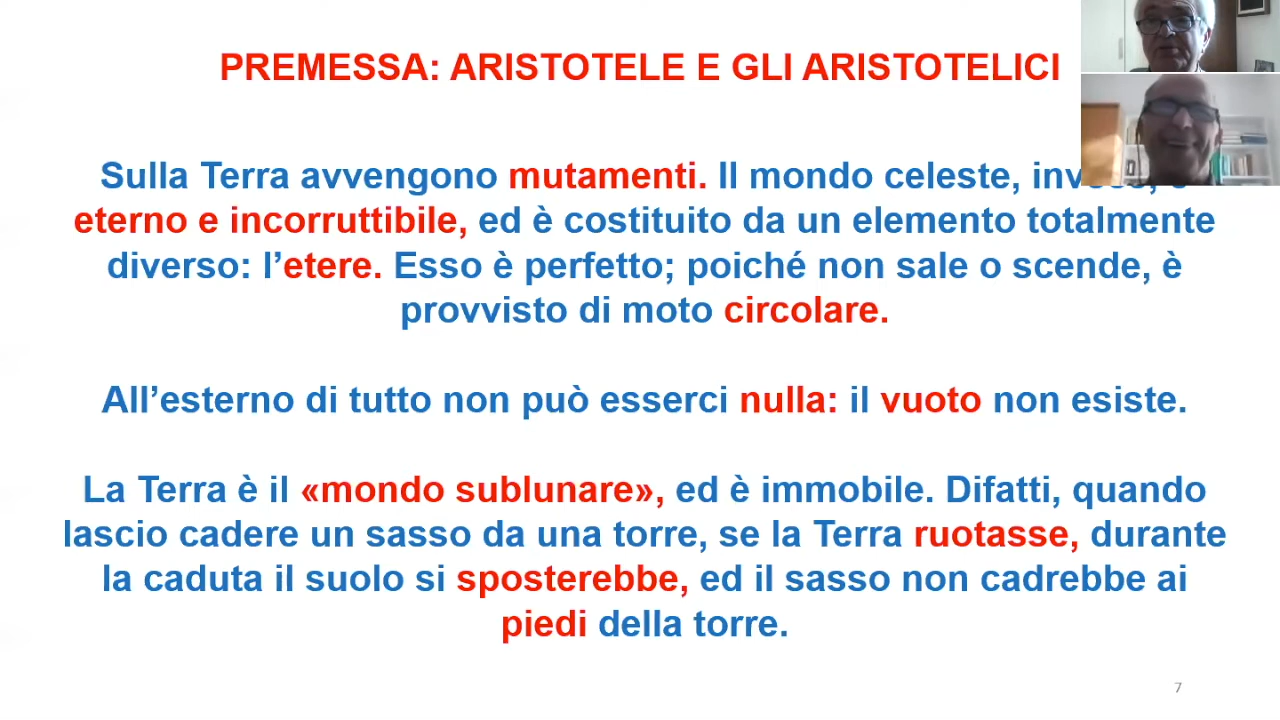 PREMESSA: ARISTOTELE E GLI ARISTOTELICI
Sulla Terra avvengono mutamenti. Il mondo celeste,
eterno e incorruttibile, ed è costituito da un elemento totalmente
diverso: l’etere. Esso è perfetto; poiché non sale o scende, è
provvisto di moto circolare.
All’esterno di tutto non può esserci nulla: il vuoto non esiste.
La Terra è il «mondo sublunare», ed è immobile. Difatti, quando
lascio cadere un sasso da una torre, se la Terra ruotasse, durante
la caduta il suolo si sposterebbe, ed il sasso non cadrebbe ai
piedi della torre.
7